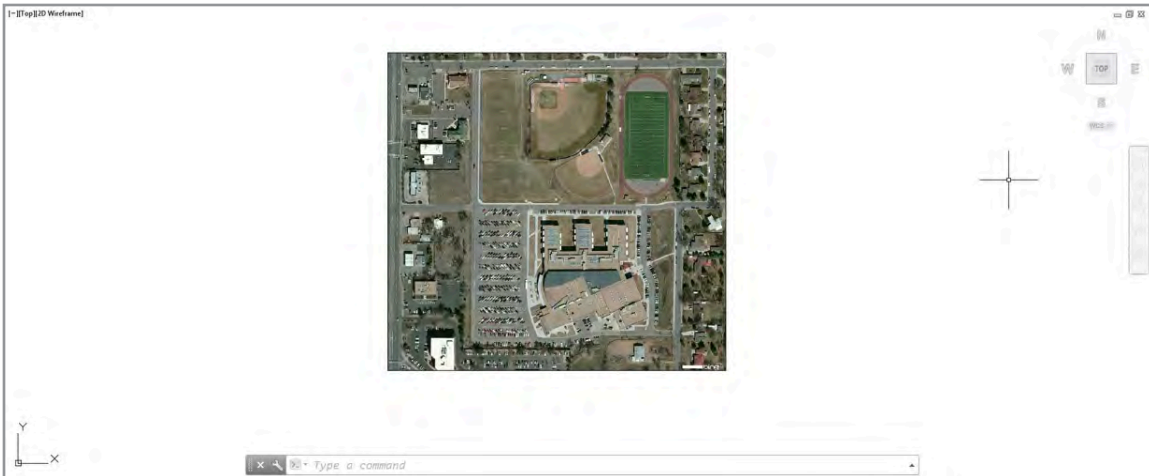 [−][Top][2D Wireframe]
N
W
TOP
E
Y
X
Type a command